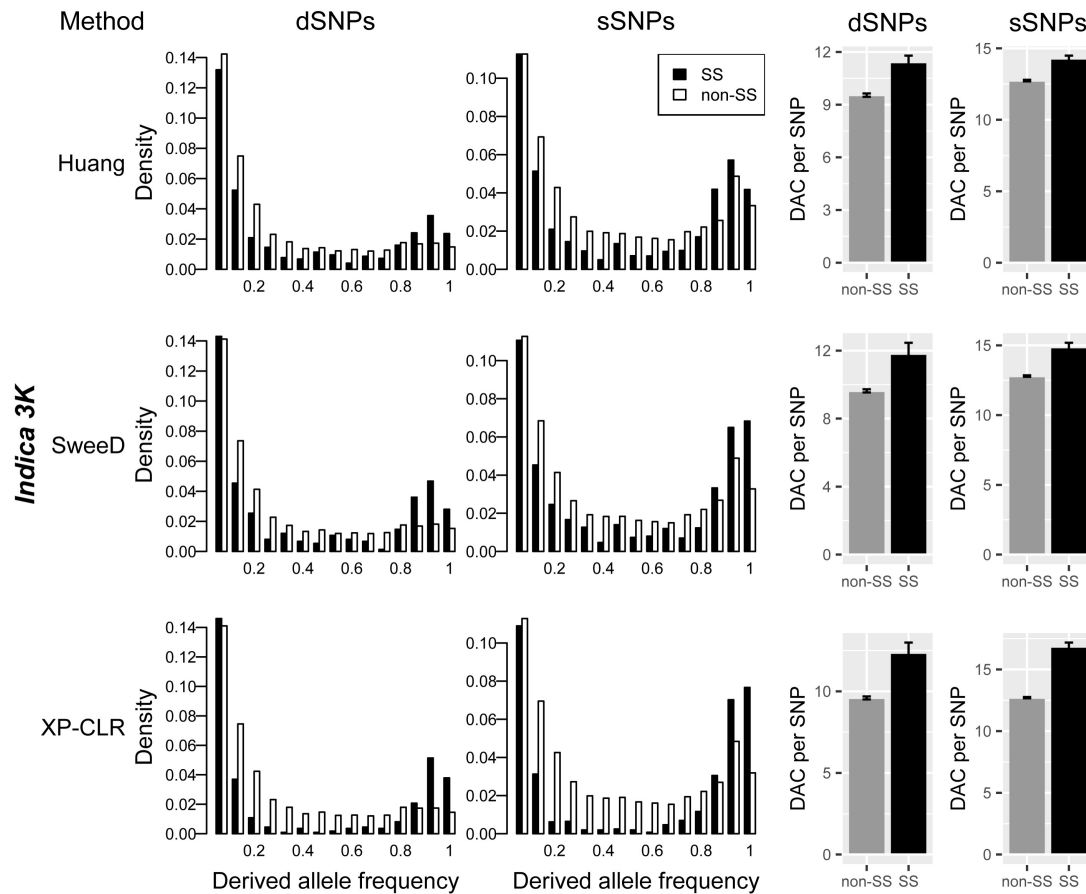 Method dSNPs sSNPs dSNPs sSNPs
Indica 3K
Huang
Density
0.14
0.12
0.10
0.08
0.06
0.04
0.02
0.00
0.2 0.4 0.6 0.8 1
0.10
0.08
0.06
0.04
0.02
0.00
0.2 0.4 0.6 0.8 1
SS
non-SS
DAC per SNP
12
9
6
3
0
non-SS SS
DAC per SNP
15
10
5
0
non-SS SS
SweeD
Density
0.14
0.12
0.10
0.08
0.06
0.04
0.02
0.00
0.2 0.4 0.6 0.8 1
0.10
0.08
0.06
0.04
0.02
0.00
0.2 0.4 0.6 0.8 1
DAC per SNP
12
8
4
0
non-SS SS
DAC per SNP
15
10
5
0
non-SS SS
XP-CLR
Density
0.14
0.12
0.10
0.08
0.06
0.04
0.02
0.00
0.2 0.4 0.6 0.8 1
Derived allele frequency
0.10
0.08
0.06
0.04
0.02
0.00
0.2 0.4 0.6 0.8 1
Derived allele frequency
DAC per SNP
10
5
0
non-SS SS
DAC per SNP
15
10
5
0
non-SS SS